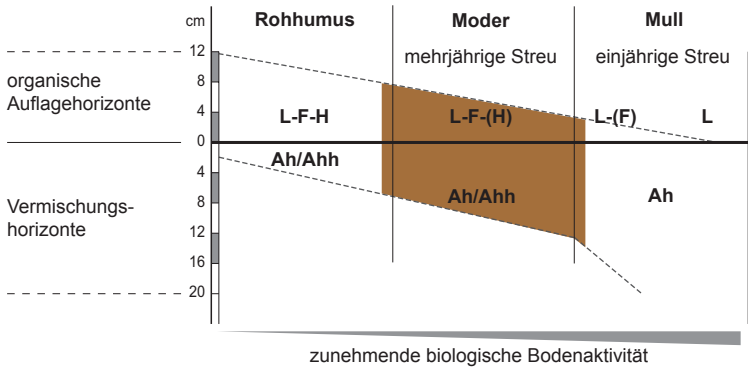 cm Rohhumus Moder Mull
mehrjährige Streu einjährige Streu
12
organische
Auflagehorizonte
8
4
L-F-H L-F-(H) L-(F) L
0
Ah/Ahh
4
Vermischungs-
horizonte
8
Ah/Ahh Ah
12
16
20
zunehmende biologische Bodenaktivität